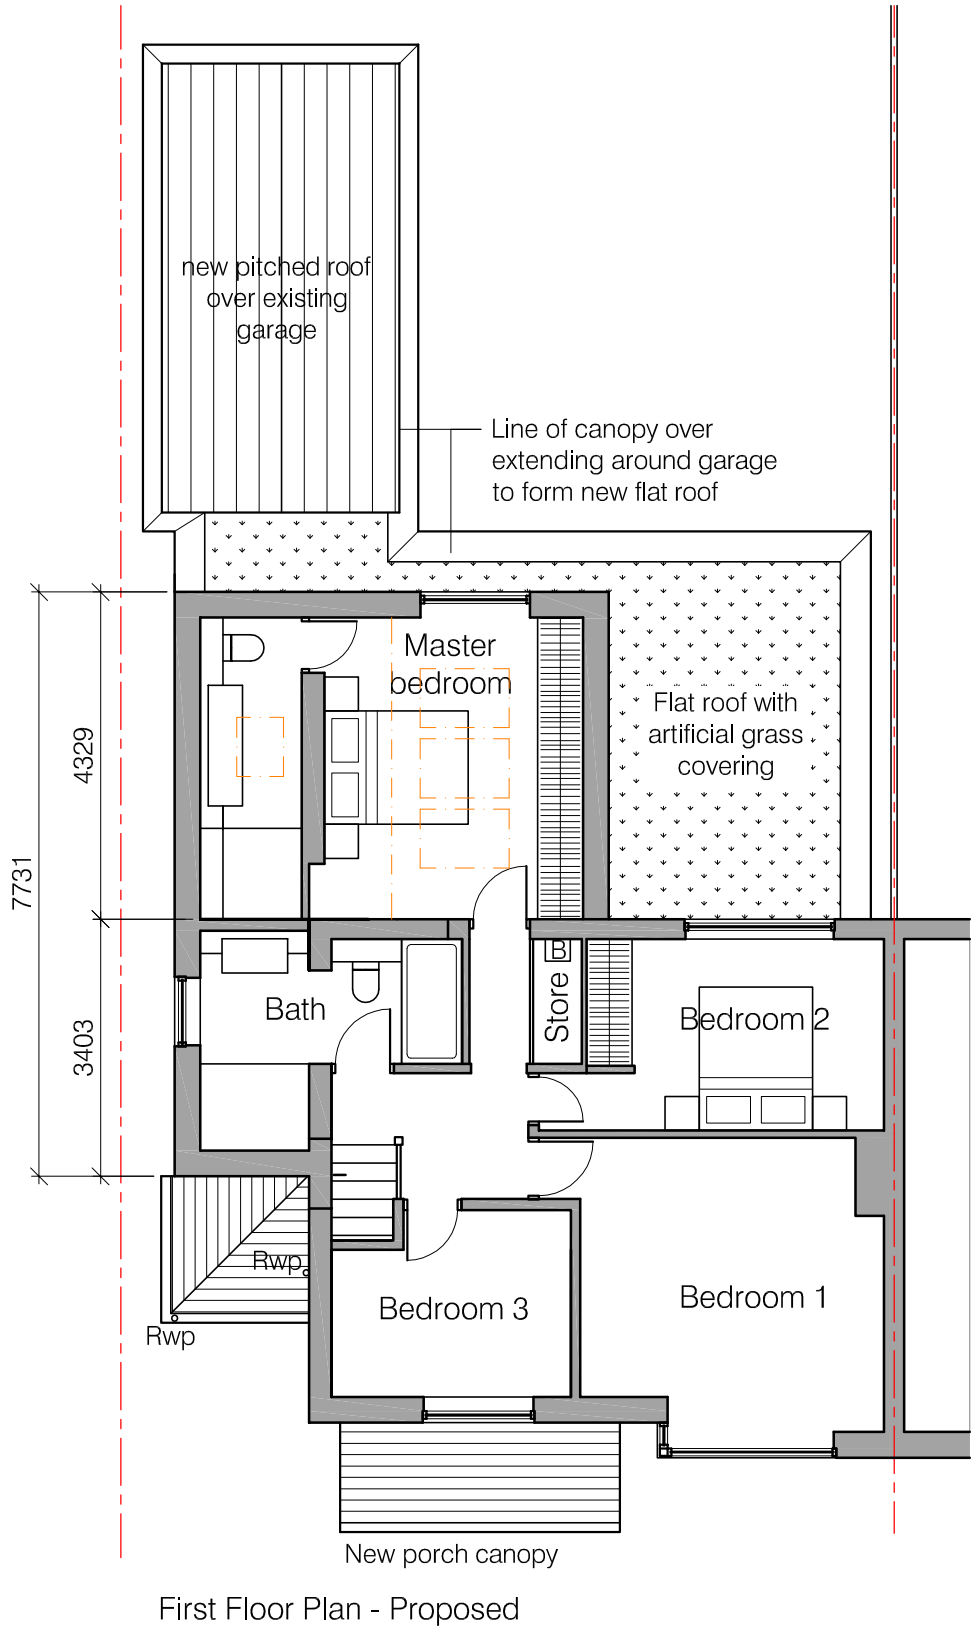 new pitched roof
over existing
garage
Line of canopy over
extending around garage
to form new flat roof
Master
bedroom
Flat roof with
artificial grass
covering
4329
7731
3403
B
Store
Bath
Bedroom 2
Rwp
Rwp
Bedroom 3
Bedroom 1
New porch canopy
First Floor Plan - Proposed